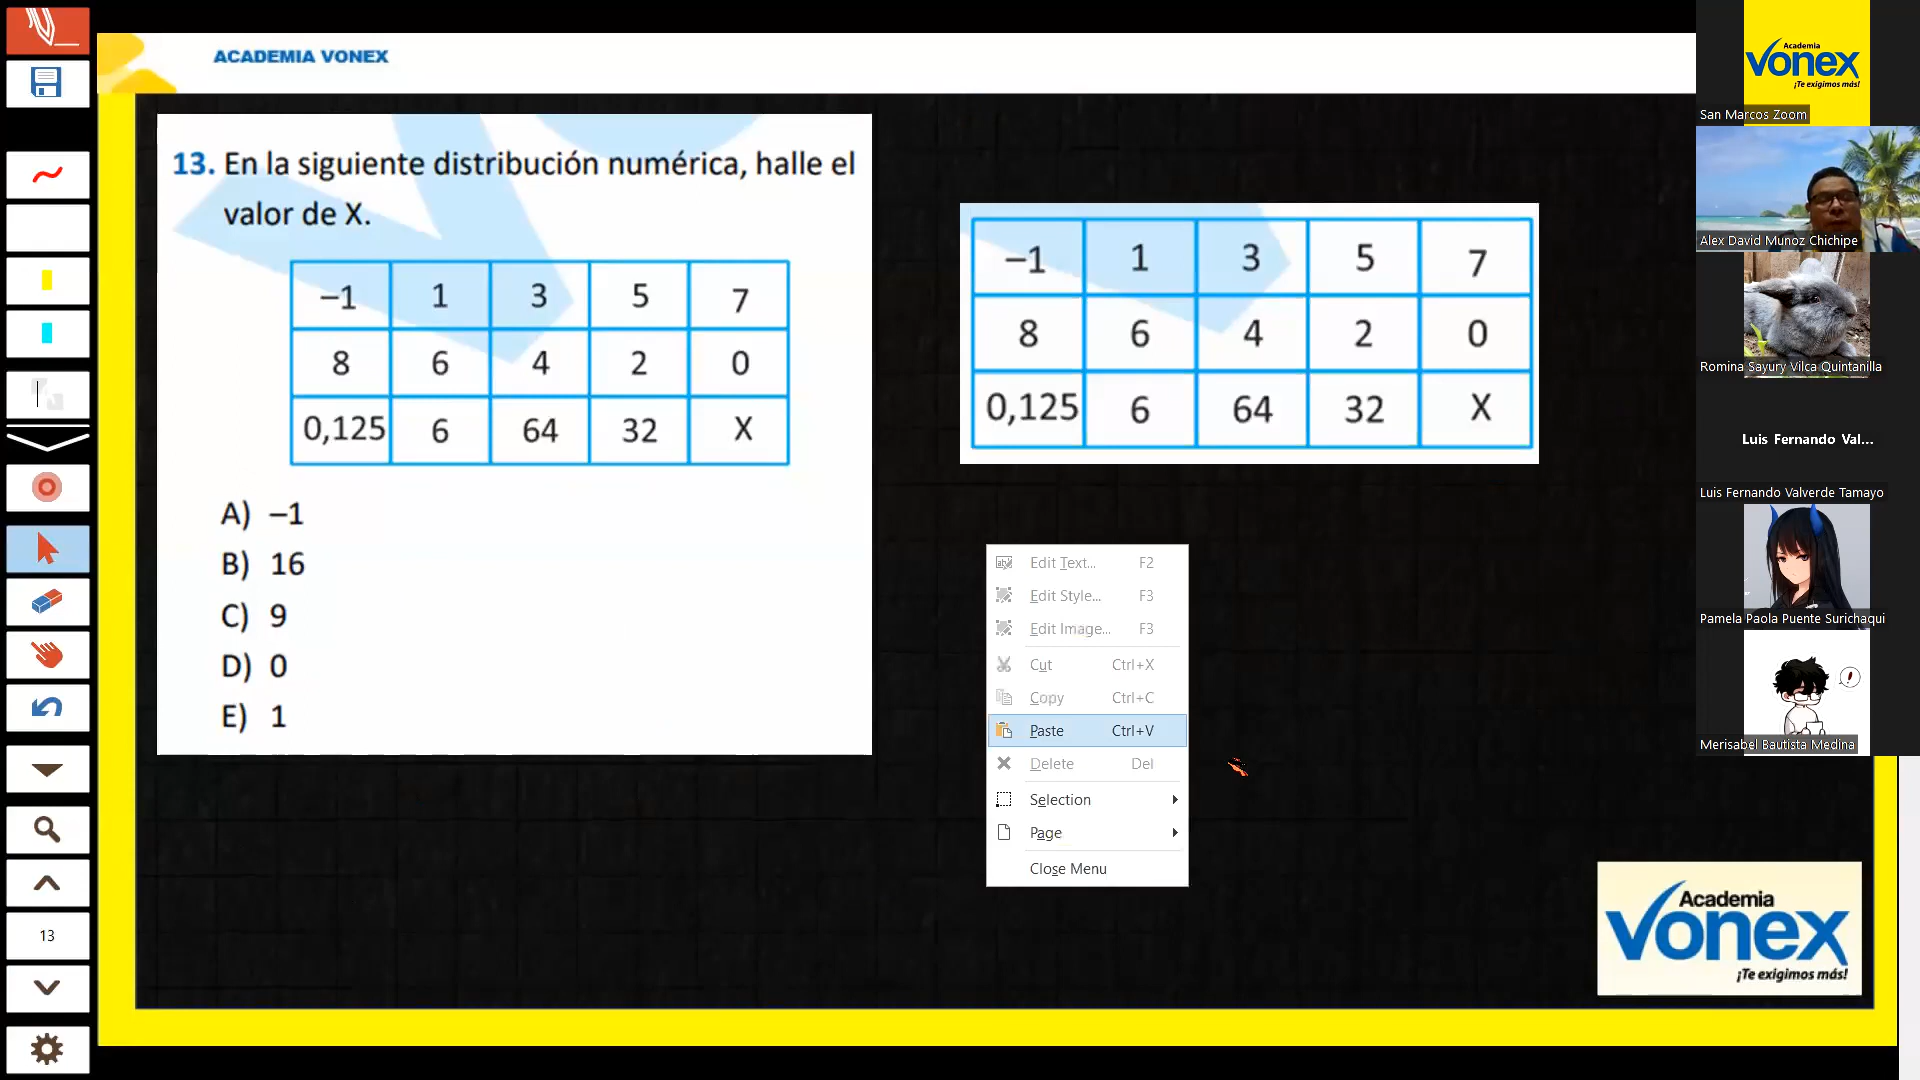 ACADEMIA VONEX
13. En la siguiente distribución numérica, halle el
valor de X.
–1 1 3 5 7
8 6 4 2 0
0,125 6 64 32 X
A) –1
B) 16
C) 9
D) 0
E) 1
–1 1 3 5 7
8 6 4 2 0
0,125 6 64 32 X
Edit Text... F2
Edit Style... F3
Edit Image... F3
Cut Ctrl+X
Copy Ctrl+C
Paste Ctrl+V
Delete Del
Selection
Page
Close Menu
13
Academia
vonex
¡Te exigimos más!
San Marcos Zoom
Alex David Munoz Chichipe
Romina Sayury Vilca Quintanilla
Luis Fernando Val...
Luis Fernando Valverde Tamayo
Pamela Paola Puente Surichaqui
!
Merisabel Bautista Medina
Academia
vonex
¡Te exigimos más!